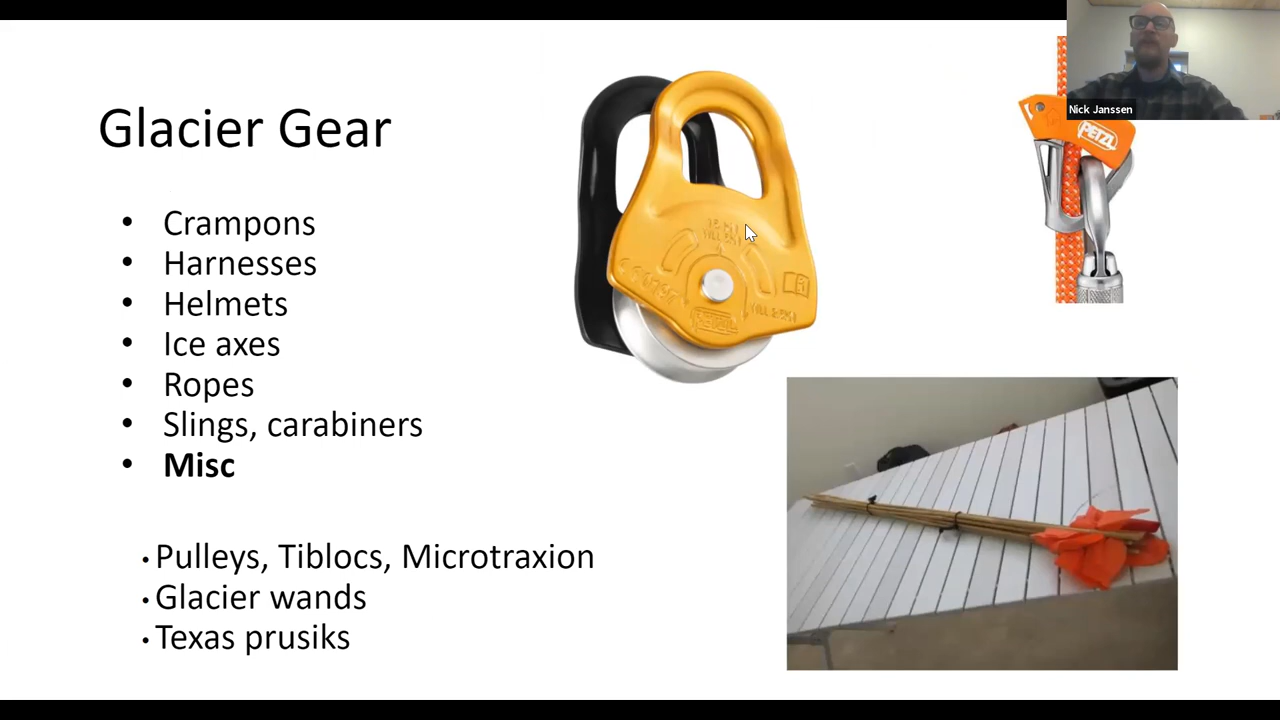 Glacier Gear
• Crampons
• Harnesses
• Helmets
• Ice axes
• Ropes
• Slings, carabiners
• Misc
• Pulleys, Tiblocs, Microtraxion
• Glacier wands
• Texas prusiks
PETZL
Nick Janssen